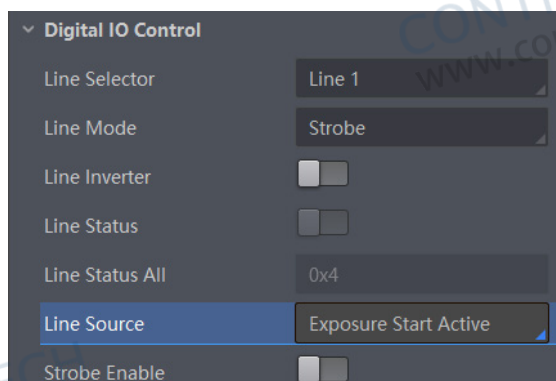 Digital IO Control
Line Selector Line 1
Line Mode Strobe
Line Inverter
Line Status
Line Status All 0x4
Line Source Exposure Start Active
Strobe Enable